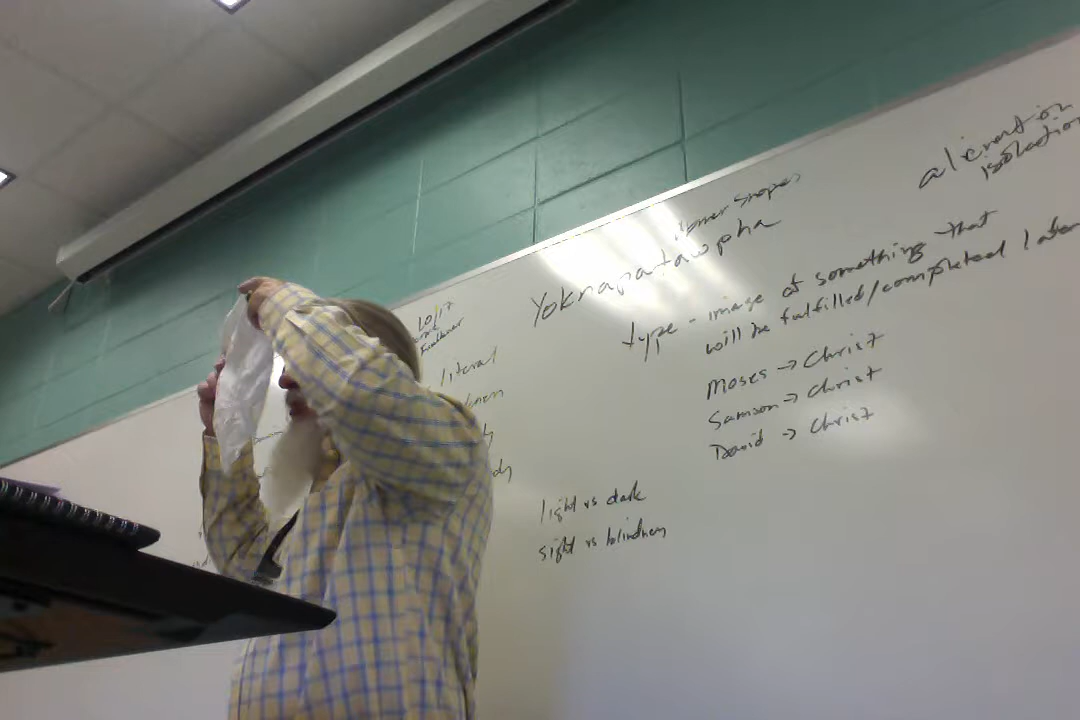 alienation
isolation
Yoknapatawpha
type - image of something that
will be fulfilled/completed later
Moses → Christ
Samson → Christ
David → Christ
literal
light vs dark
sight vs blindness